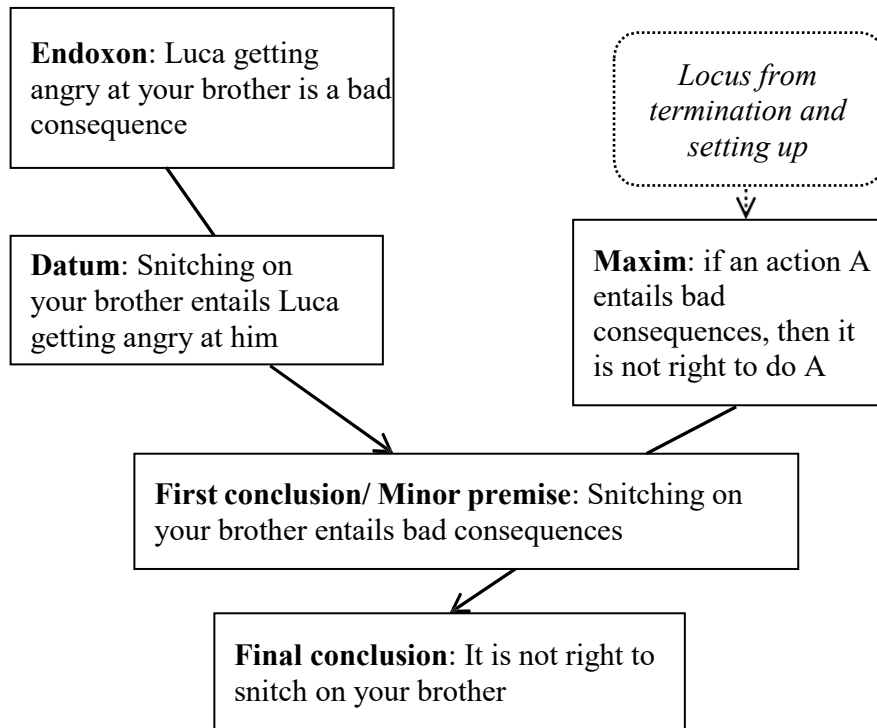 Endoxon: Luca getting
angry at your brother is a bad
consequence
Locus from
termination and
setting up
Datum: Snitching on
your brother entails Luca
getting angry at him
Maxim: if an action A
entails bad
consequences, then it
is not right to do A
First conclusion/ Minor premise: Snitching on
your brother entails bad consequences
Final conclusion: It is not right to
snitch on your brother